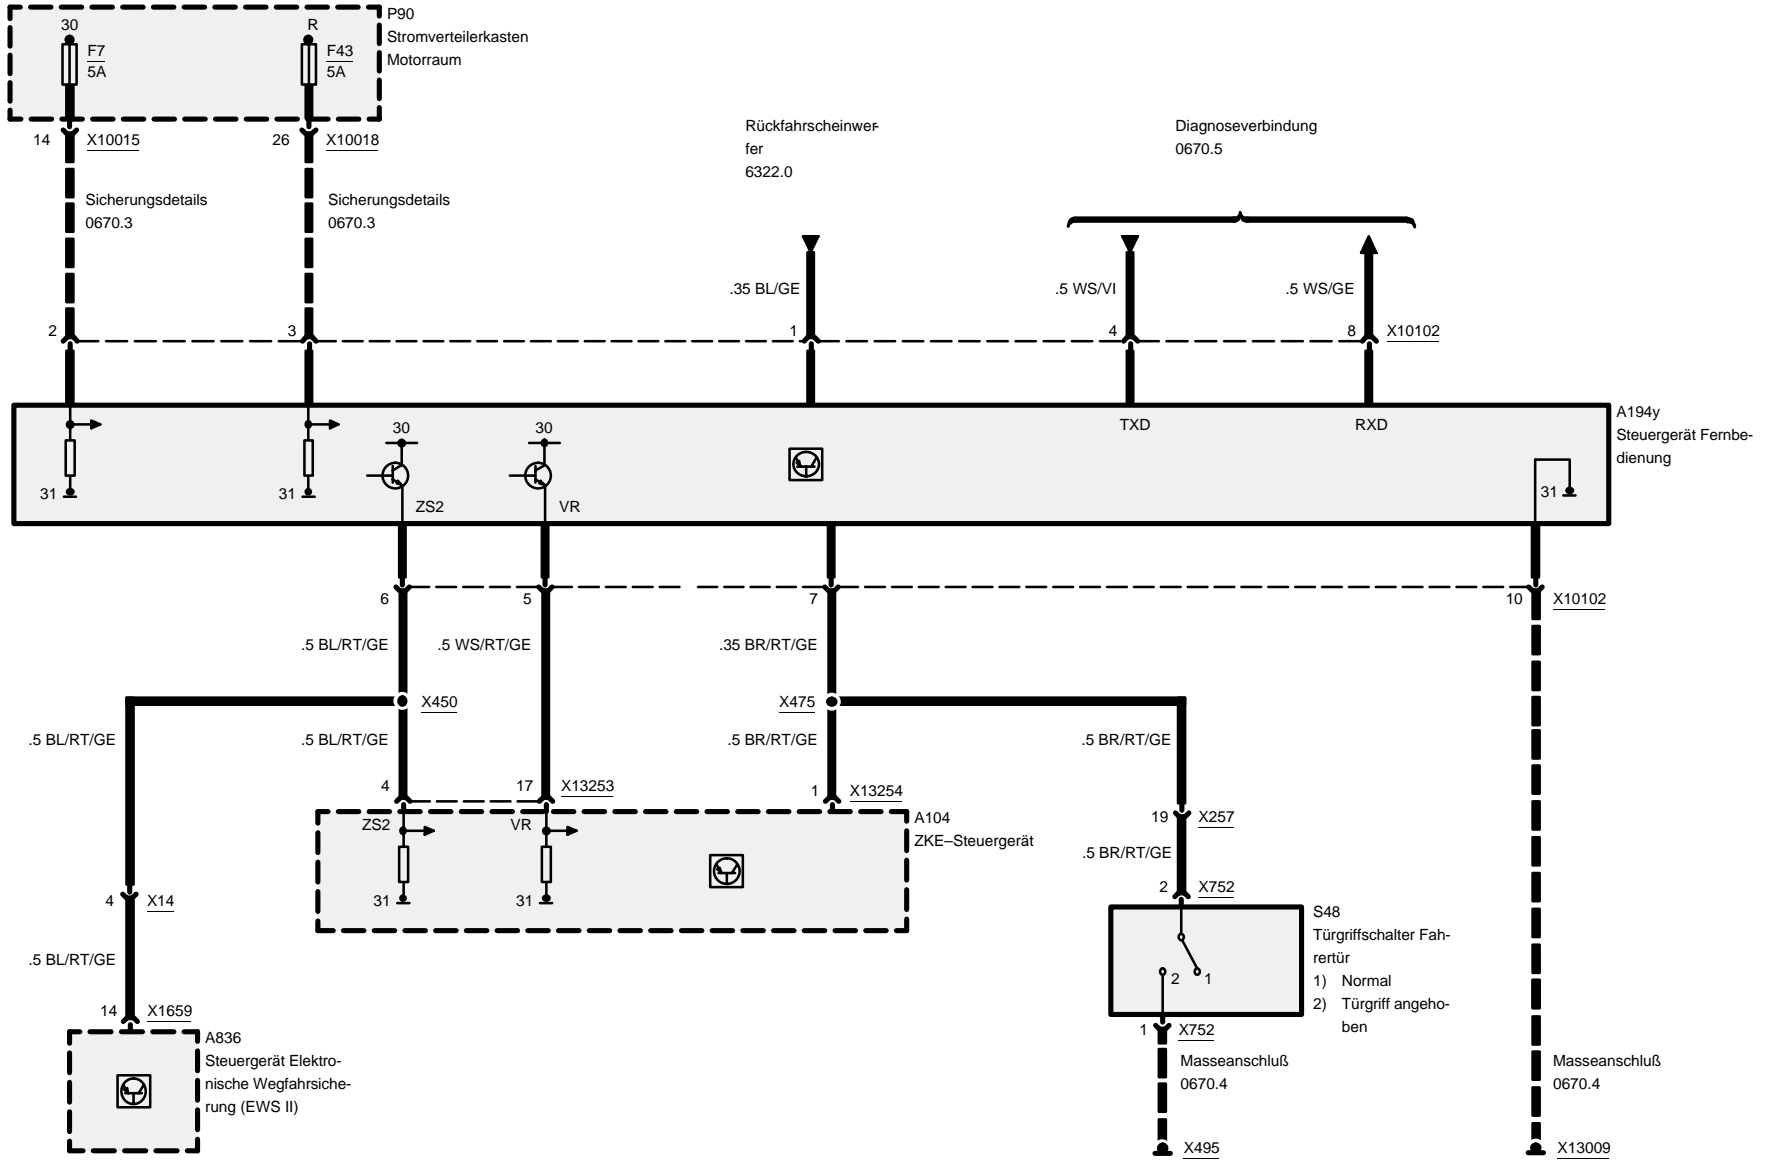 P90
30
R
Stromverteilerkasten
F7
F43
Motorraum
5A
5A
14
X10015
26
X10018
Rückfahrscheinwer-
fer
6322.0
Diagnoseverbindung
0670.5
Sicherungsdetails
0670.3
Sicherungsdetails
0670.3
.35 BL/GE
.5 WS/VI
.5 WS/GE
2
3
1
4
8
X10102
A194y
Steuergerät Fernbe-
dienung
TXD
RXD
30
30
31
31
31
ZS2
VR
6
5
7
10
X10102
.5 BL/RT/GE
.5 WS/RT/GE
.35 BR/RT/GE
X450
X475
.5 BL/RT/GE
.5 BL/RT/GE
.5 BR/RT/GE
.5 BR/RT/GE
4
17
X13253
1
X13254
A104
ZKE–Steuergerät
ZS2
VR
31
31
19
X257
.5 BR/RT/GE
2
X752
4
X14
S48
Türgriffschalter Fah-
rertür
1) Normal
2) Türgriff angeho-
ben
2
1
.5 BL/RT/GE
14
X1659
1
X752
A836
Steuergerät Elektro-
nische Wegfahrsiche-
rung (EWS II)
Masseanschluß
0670.4
Masseanschluß
0670.4
X495
X13009